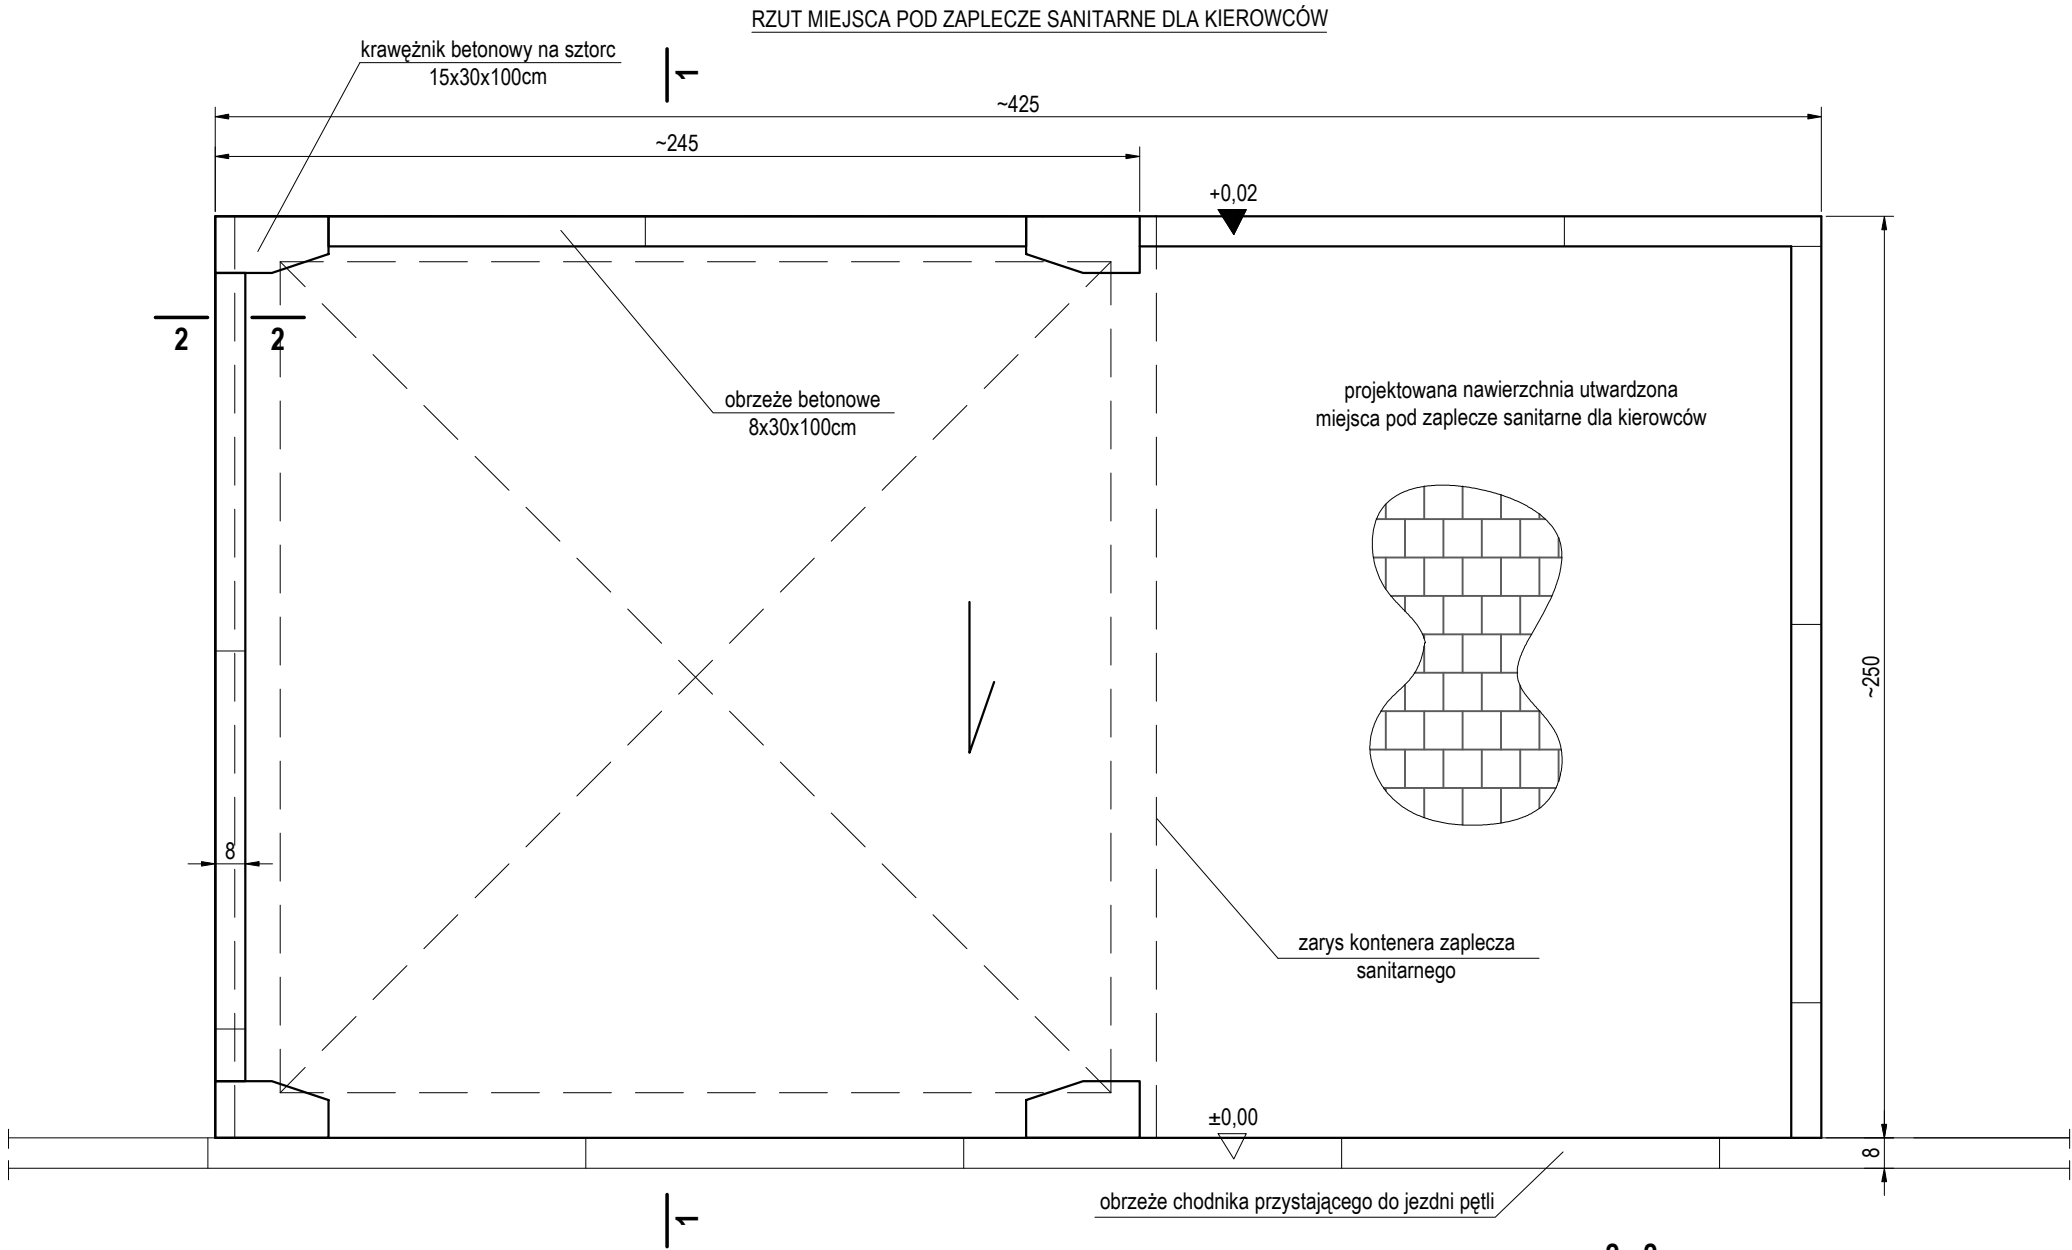 RZUT MIEJSCA POD ZAPLECZE SANITARNE DLA KIEROWCÓW
krawężnik betonowy na sztorc
15x30x100cm
1
~425
~245
+0,02
2
2
obrzeże betonowe
8x30x100cm
projektowana nawierzchnia utwardzona
miejsca pod zaplecze sanitarne dla kierowców
~250
8
zarys kontenera zaplecza
sanitarnego
±0,00
8
obrzeże chodnika przystającego do jezdni pętli
1